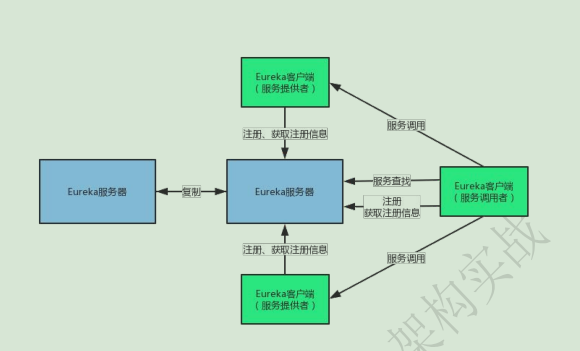 Eureka客户端
（服务提供者）
注册、获取注册信息
服务调用
Eureka服务器
复制
Eureka服务器
服务查找
注册
获取注册信息
Eureka客户端
（服务调用者）
注册、获取注册信息
服务调用
Eureka客户端
（服务提供者）
架构实战